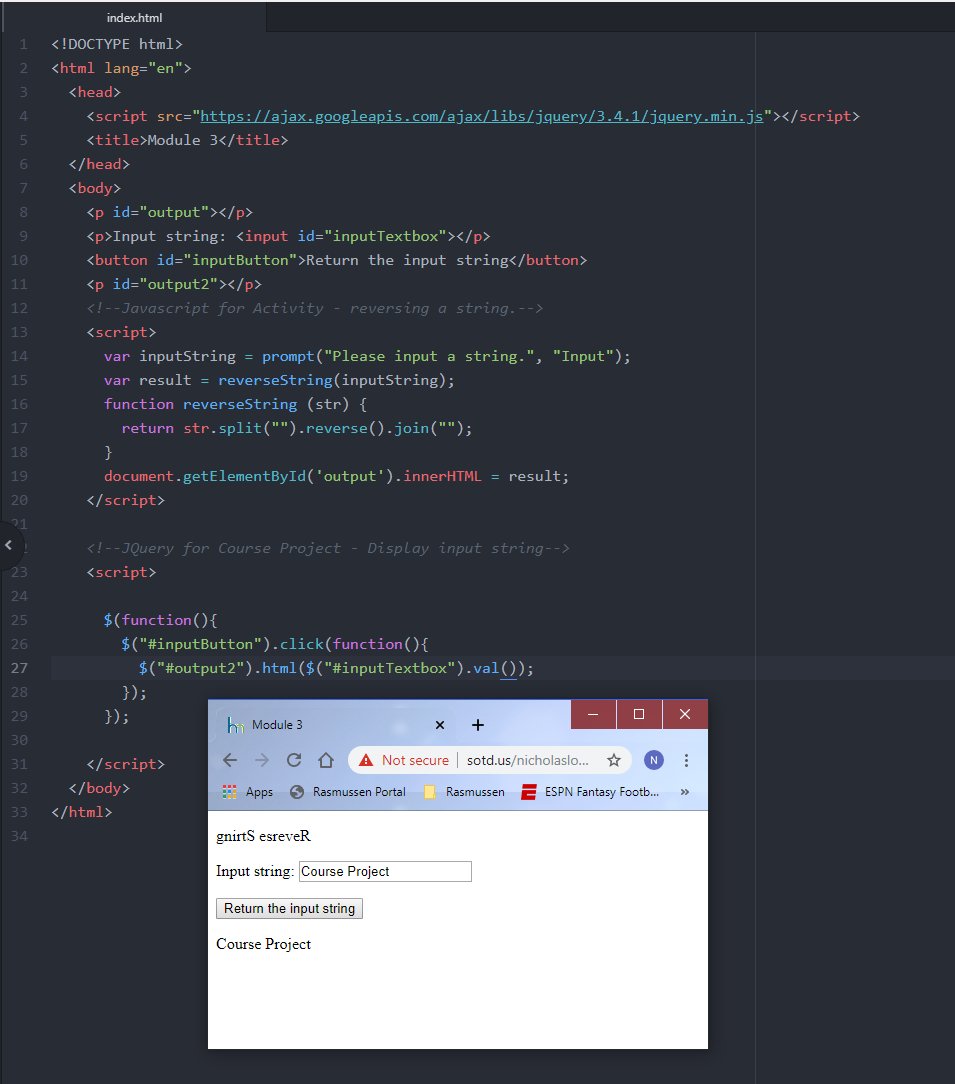 index.html
1 <!DOCTYPE html>
2 <html lang="en">
3 <head>
4 <script src="https://ajax.googleapis.com/ajax/libs/jquery/3.4.1/jquery.min.js"></script>
5 <title>Module 3</title>
6 </head>
7 <body>
8 <p id="output"></p>
9 <p>Input string: <input id="inputTextbox"></p>
10 <button id="inputButton">Return the input string</button>
11 <p id="output2"></p>
12 <!--Javascript for Activity - reversing a string.-->
13 <script>
14 var inputString = prompt("Please input a string.", "Input");
15 var result = reverseString(inputString);
16 function reverseString (str) {
17 return str.split("").reverse().join("");
18 }
19 document.getElementById('output').innerHTML = result;
20 </script>
21
<!--JQuery for Course Project - Display input string-->
23 <script>
24
25 $(function(){
26 $("#inputButton").click(function(){
27 $("#output2").html($("#inputTextbox").val());
28 });
29 });
30
31 </script>
32 </body>
33 </html>
34
Module 3
Not secure | sotd.us/nicholaslo...
N
Apps Rasmussen Portal Rasmussen ESPN Fantasy Footb... »
gnirtS esreveR
Input string: Course Project
Return the input string
Course Project